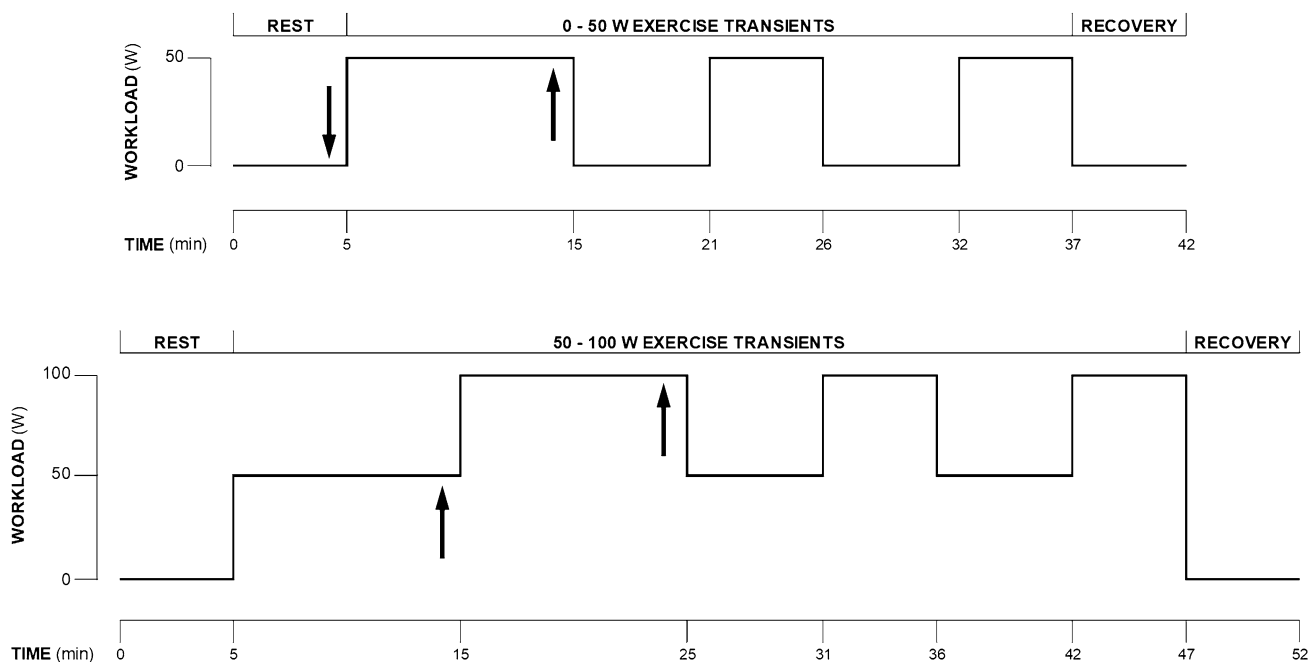 REST 0 - 50 W EXERCISE TRANSIENTS RECOVERY
WORKLOAD (W)
50
0
TIME (min) 0 5 15 21 26 32 37 42
REST 50 - 100 W EXERCISE TRANSIENTS RECOVERY
WORKLOAD (W)
100
50
0
TIME (min) 0 5 15 25 31 36 42 47 52